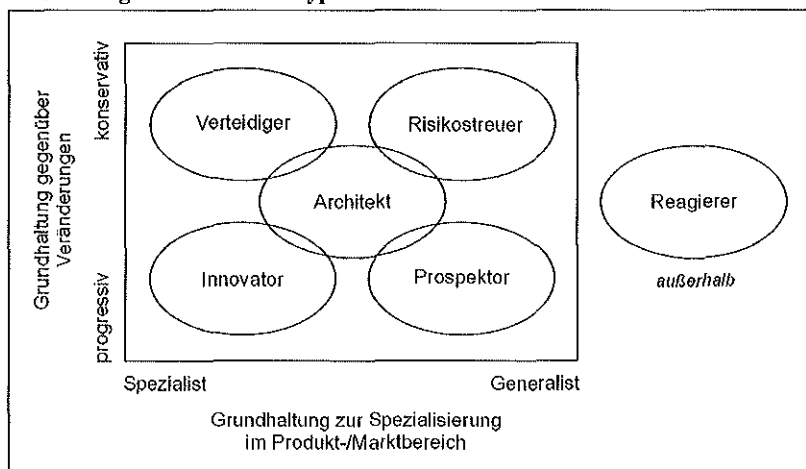 konservativ
Verteidiger
Risikostreuer
Grundhaltung gegenüber
Veränderungen
Architekt
Reagierer
Innovator
Prospektor
außerhalb
progressiv
Spezialist
Generalist
Grundhaltung zur Spezialisierung
im Produkt-/Marktbereich